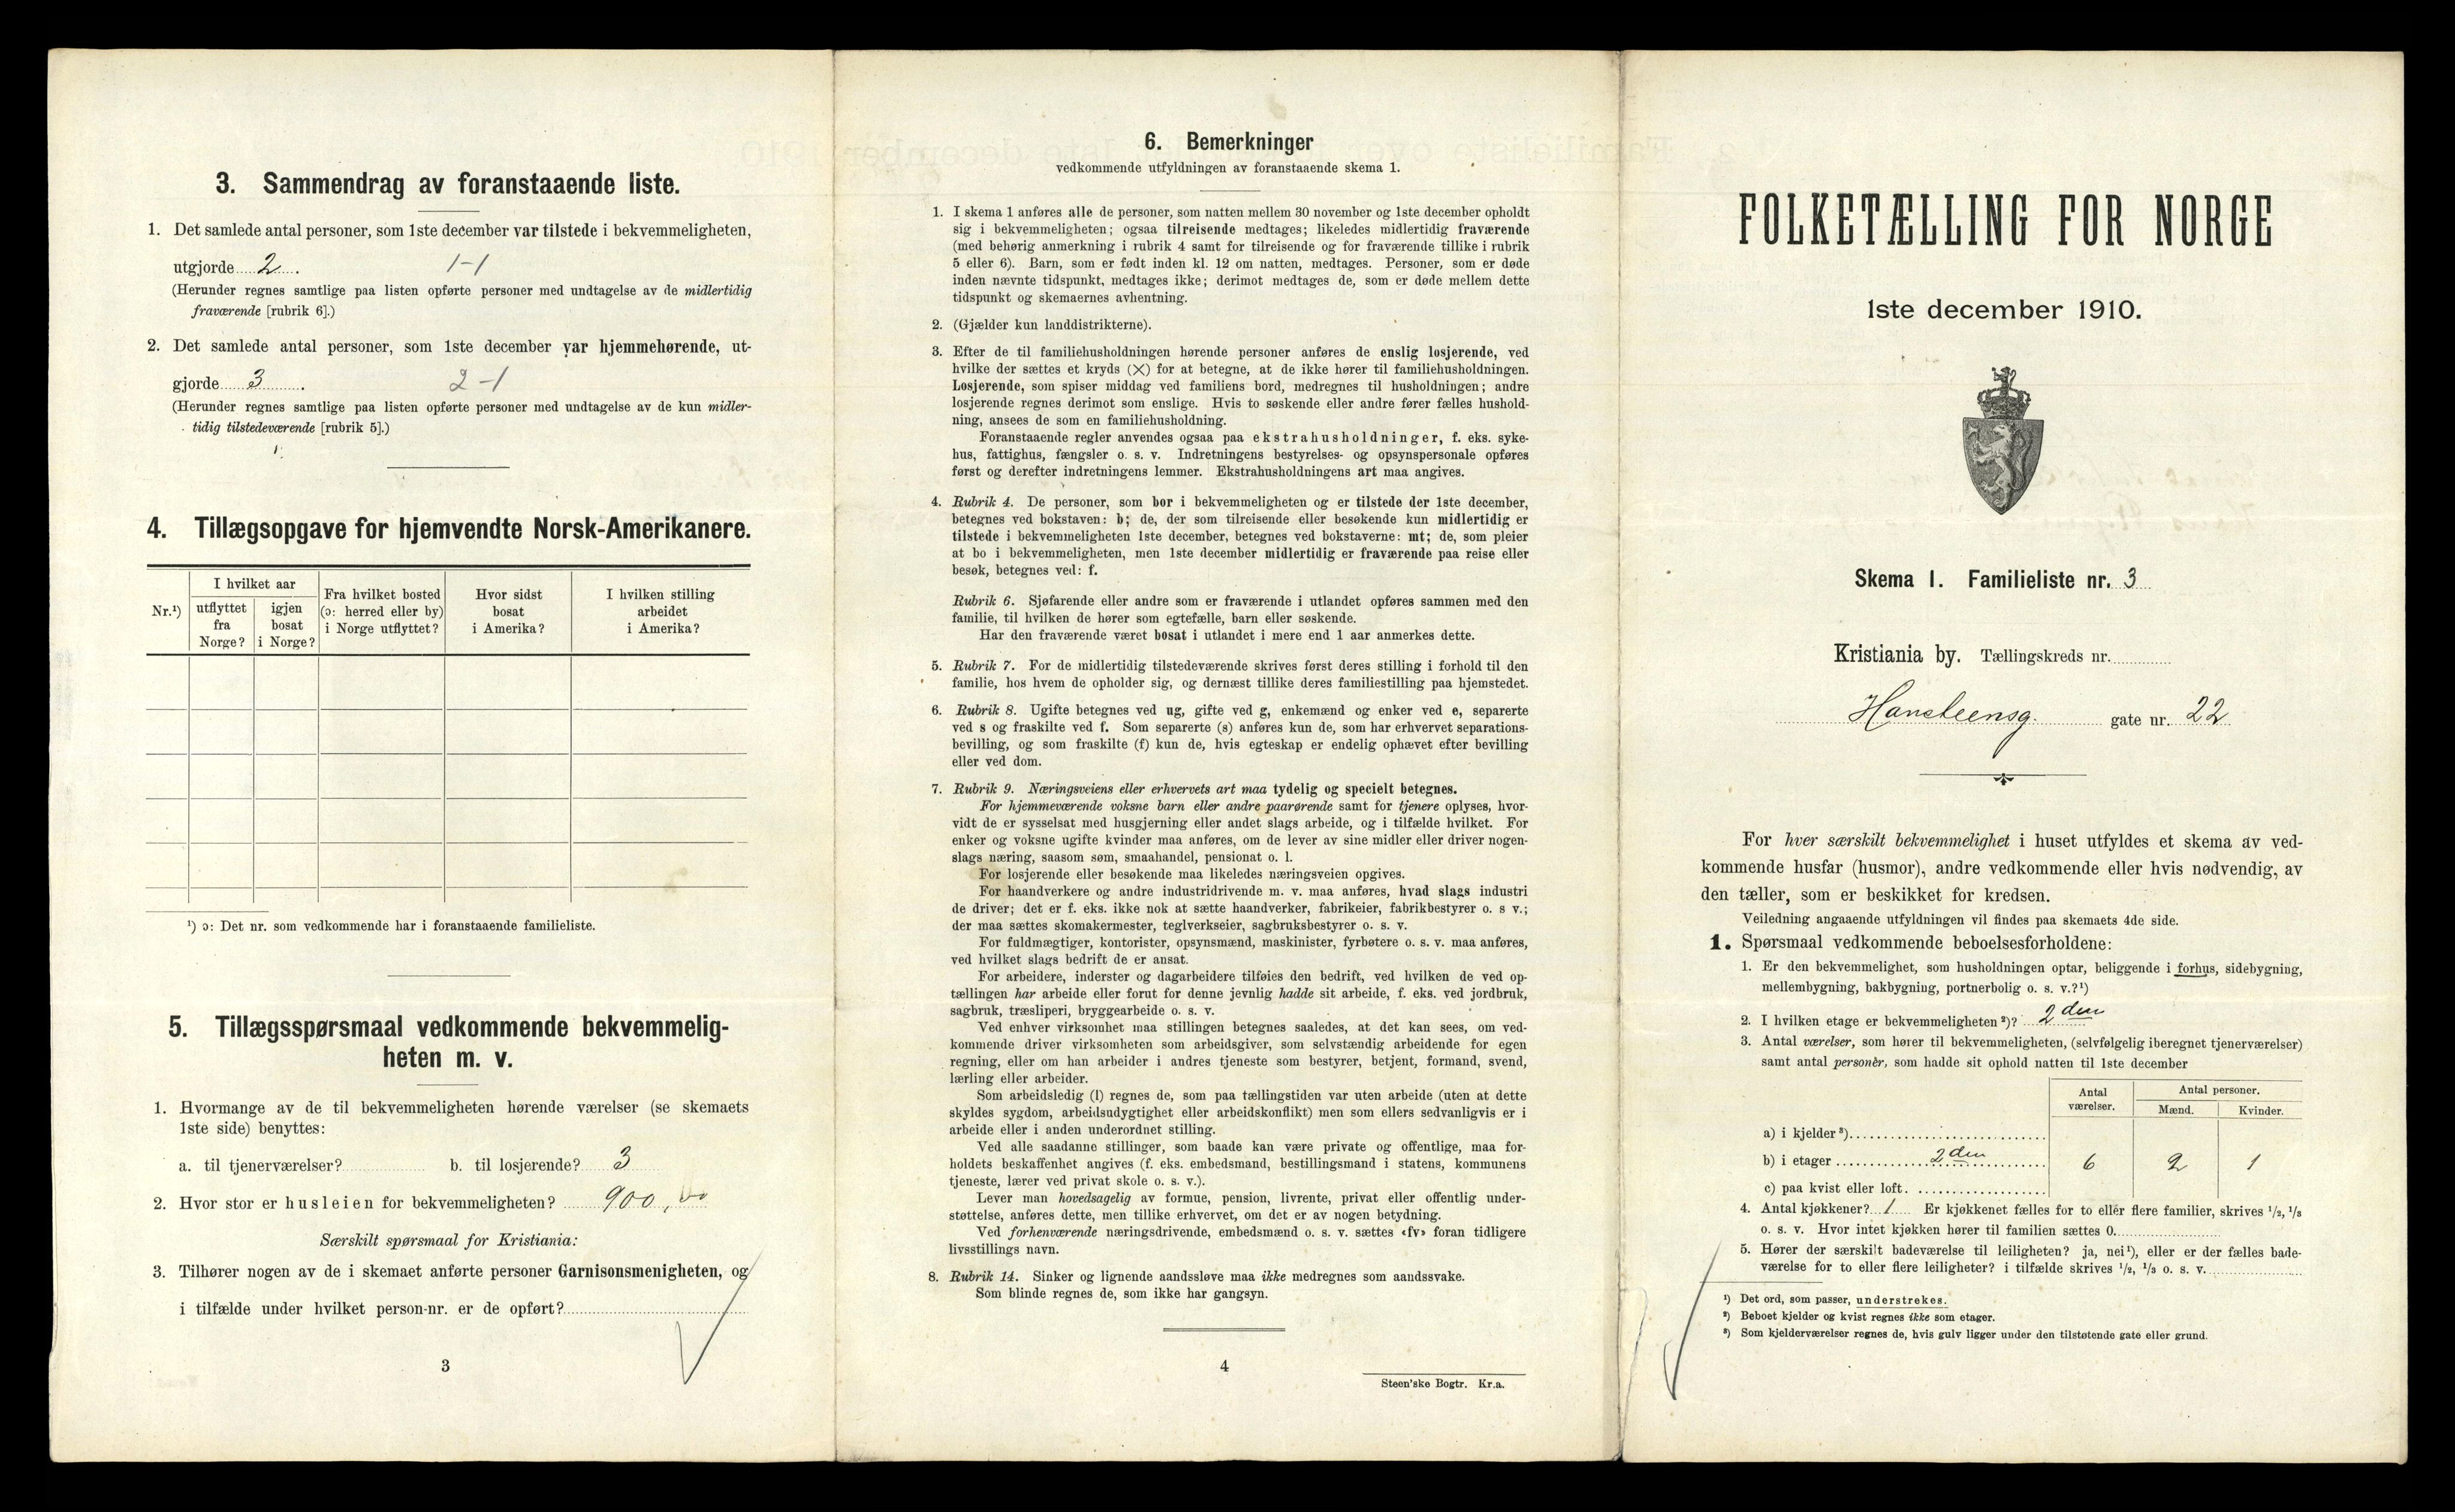 3. Sammendrag av foranstaaende liste.
1. Det samlede antal personer, som 1ste december var tilstede i bekvemmeligheten,
utgjorde 2 . 1-1
(Herunder regnes samtlige paa listen opførte personer med undtagelse av de midlertidig
fraværende [rubrik 6].)
2. Det samlede antal personer, som 1ste december var hjemmehørende, ut-
gjorde 3 . 2-1
(Herunder regnes samtlige paa listen opførte personer med undtagelse av de kun midler-
tidig tilstedeværende [rubrik 5].)
4. Tillægsopgave for hjemvendte Norsk-Amerikanere.
Nr.¹)
I hvilket aar
utflyttet fra Norge?
igjen bosat i Norge?
Fra hvilket bosted (ɔ: herred eller by) i Norge utflyttet?
Hvor sidst bosat i Amerika?
I hvilken stilling arbeidet i Amerika?
¹) ɔ: Det nr. som vedkommende har i foranstaaende familieliste.
5. Tillægsspørsmaal vedkommende bekvemmelig-
heten m. v.
1. Hvormange av de til bekvemmeligheten hørende værelser (se skemaets
1ste side) benyttes:
a. til tjenerværelser? b. til losjerende? 3
2. Hvor stor er husleien for bekvemmeligheten? 900,00
Særskilt spørsmaal for Kristiania:
3. Tilhører nogen av de i skemaet anførte personer Garnisonsmenigheten, og
i tilfælde under hvilket person-nr. er de opført?
3
6. Bemerkninger
vedkommende utfyldningen av foranstaaende skema 1.
1. I skema 1 anføres alle de personer, som natten mellem 30 november og 1ste december opholdt
sig i bekvemmeligheten; ogsaa tilreisende medtages; likeledes midlertidig fraværende
(med behørig anmerkning i rubrik 4 samt for tilreisende og for fraværende tillike i rubrik
5 eller 6). Barn, som er født inden kl. 12 om natten, medtages. Personer, som er døde
inden nævnte tidspunkt, medtages ikke; derimot medtages de, som er døde mellem dette
tidspunkt og skemaernes avhentning.
2. (Gjælder kun landdistrikterne).
3. Efter de til familiehusholdningen hørende personer anføres de enslig losjerende, ved
hvilke der sættes et kryds (×) for at betegne, at de ikke hører til familiehusholdningen.
Losjerende, som spiser middag ved familiens bord, medregnes til husholdningen; andre
losjerende regnes derimot som enslige. Hvis to søskende eller andre fører fælles hushold-
ning, ansees de som en familiehusholdning.
Foranstaaende regler anvendes ogsaa paa ekstrahusholdninger, f. eks. syke-
hus, fattighus, fængsler o. s. v. Indretningens bestyrelses- og opsynspersonale opføres
først og derefter indretningens lemmer. Ekstrahusholdningens art maa angives.
4. Rubrik 4. De personer, som bor i bekvemmeligheten og er tilstede der 1ste december,
betegnes ved bokstaven: b; de, der som tilreisende eller besøkende kun midlertidig er
tilstede i bekvemmeligheten 1ste december, betegnes ved bokstaverne: mt; de, som pleier
at bo i bekvemmeligheten, men 1ste december midlertidig er fraværende paa reise eller
besøk, betegnes ved: f.
Rubrik 6. Sjøfarende eller andre som er fraværende i utlandet opføres sammen med den
familie, til hvilken de hører som egtefælle, barn eller søskende.
Har den fraværende været bosat i utlandet i mere end 1 aar anmerkes dette.
5. Rubrik 7. For de midlertidig tilstedeværende skrives først deres stilling i forhold til den
familie, hos hvem de opholder sig, og dernæst tillike deres familiestilling paa hjemstedet.
6. Rubrik 8. Ugifte betegnes ved ug, gifte ved g, enkemænd og enker ved e, separerte
ved s og fraskilte ved f. Som separerte (s) anføres kun de, som har erhvervet separations-
bevilling, og som fraskilte (f) kun de, hvis egteskap er endelig ophævet efter bevilling
eller ved dom.
7. Rubrik 9. Næringsveiens eller erhvervets art maa tydelig og specielt betegnes.
For hjemmeværende voksne barn eller andre paarørende samt for tjenere oplyses, hvor-
vidt de er sysselsat med husgjerning eller andet slags arbeide, og i tilfælde hvilket. For
enker og voksne ugifte kvinder maa anføres, om de lever av sine midler eller driver nogen-
slags næring, saasom søm, smaahandel, pensionat o. l.
For losjerende eller besøkende maa likeledes næringsveien opgives.
For haandverkere og andre industridrivende m. v. maa anføres, hvad slags industri
de driver; det er f. eks. ikke nok at sætte haandverker, fabrikeier, fabrikbestyrer o. s v.;
der maa sættes skomakermester, teglverkseier, sagbruksbestyrer o. s. v.
For fuldmægtiger, kontorister, opsynsmænd, maskinister, fyrbøtere o. s. v. maa anføres,
ved hvilket slags bedrift de er ansat.
For arbeidere, inderster og dagarbeidere tilføies den bedrift, ved hvilken de ved op-
tællingen har arbeide eller forut for denne jevnlig hadde sit arbeide, f. eks. ved jordbruk,
sagbruk, træsliperi, bryggearbeide o. s. v.
Ved enhver virksomhet maa stillingen betegnes saaledes, at det kan sees, om ved-
kommende driver virksomheten som arbeidsgiver, som selvstændig arbeidende for egen
regning, eller om han arbeider i andres tjeneste som bestyrer, betjent, formand, svend,
lærling eller arbeider.
Som arbeidsledig (l) regnes de, som paa tællingstiden var uten arbeide (uten at dette
skyldes sygdom, arbeidsudygtighet eller arbeidskonflikt) men som ellers sedvanligvis er i
arbeide eller i anden underordnet stilling.
Ved alle saadanne stillinger, som baade kan være private og offentlige, maa for-
holdets beskaffenhet angives (f. eks. embedsmand, bestillingsmand i statens, kommunens
tjeneste, lærer ved privat skole o. s. v.).
Lever man hovedsagelig av formue, pension, livrente, privat eller offentlig under-
støttelse, anføres dette, men tillike erhvervet, om det er av nogen betydning.
Ved forhenværende næringsdrivende, embedsmænd o. s. v. sættes «fv» foran tidligere
livsstillings navn.
8. Rubrik 14. Sinker og lignende aandssløve maa ikke medregnes som aandssvake.
Som blinde regnes de, som ikke har gangsyn.
4
Steen'ske Bogtr. Kr.a.
FOLKETÆLLING FOR NORGE
1ste december 1910.
Skema 1. Familieliste nr. 3
Kristiania by. Tællingskreds nr.
Hansteensg. gate nr. 22
For hver særskilt bekvemmelighet i huset utfyldes et skema av ved-
kommende husfar (husmor), andre vedkommende eller hvis nødvendig, av
den tæller, som er beskikket for kredsen.
Veiledning angaaende utfyldningen vil findes paa skemaets 4de side.
1. Spørsmaal vedkommende beboelsesforholdene:
1. Er den bekvemmelighet, som husholdningen optar, beliggende i forhus, sidebygning,
mellembygning, bakbygning, portnerbolig o. s. v.?¹)
2. I hvilken etage er bekvemmeligheten²)? 2den
3. Antal værelser, som hører til bekvemmeligheten, (selvfølgelig iberegnet tjenerværelser)
samt antal personer, som hadde sit ophold natten til 1ste december
Antal værelser. Antal personer.
Mænd. Kvinder.
a) i kjelder³)
b) i etager 2den 6 2 1
c) paa kvist eller loft.
4. Antal kjøkkener? 1 Er kjøkkenet fælles for to eller flere familier, skrives ¹/₂, ¹/₃
o. s. v. Hvor intet kjøkken hører til familien sættes 0.
5. Hører der særskilt badeværelse til leiligheten? ja, nei¹), eller er der fælles bade-
værelse for to eller flere leiligheter? i tilfælde skrives ¹/₂, ¹/₃ o. s. v.
¹) Det ord, som passer, understrekes.
²) Beboet kjelder og kvist regnes ikke som etager.
³) Som kjelderværelser regnes de, hvis gulv ligger under den tilstøtende gate eller grund.